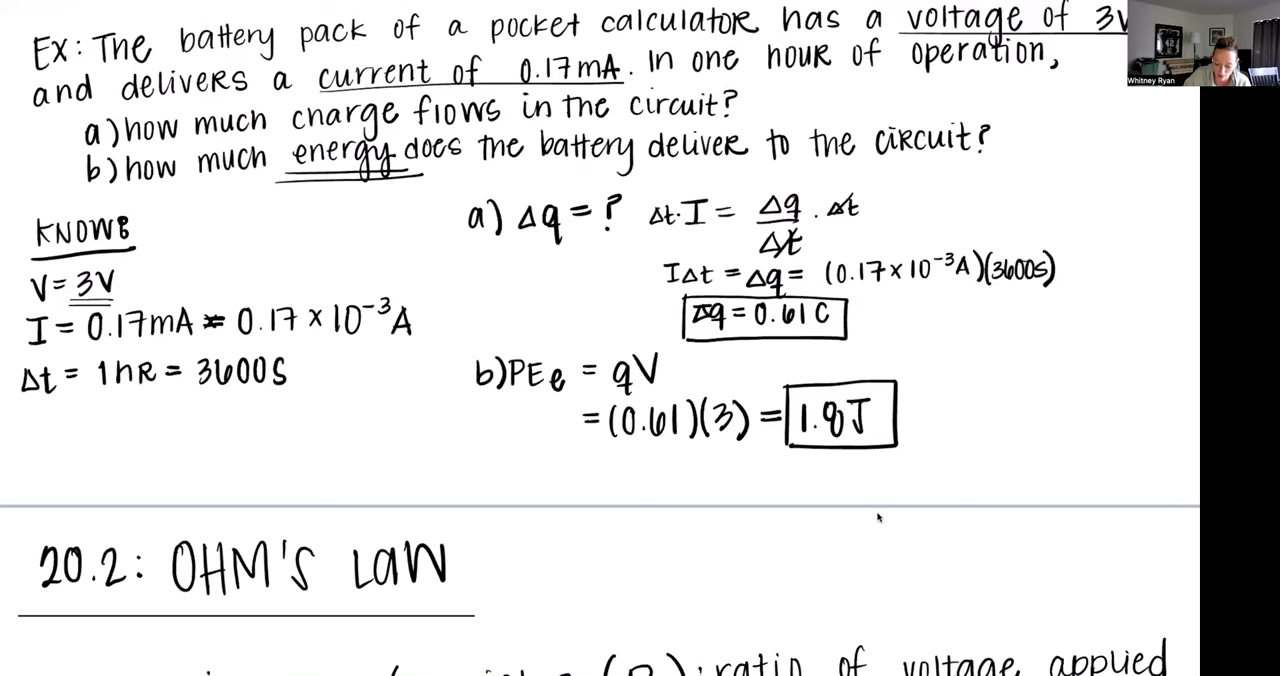 Ex: The battery pack of a pocket calculator has a voltage of 3V
and delivers a current of 0.17mA. In one hour of operation,
a) how much charge flows in the circuit?
b) how much energy does the battery deliver to the circuit?
KNOWS
V = 3V
I = 0.17mA = 0.17 × 10⁻³A
Δt = 1hR = 3600S
a) Δq = ? Δt·I = Δq/Δt · Δt
IΔt = Δq = (0.17×10⁻³A)(3600S)
Δq = 0.61C
b) PEe = qV
= (0.61)(3) = 1.8J
20.2: OHM'S LAW
(R): ratio of voltage applied
Whitney Ryan
42